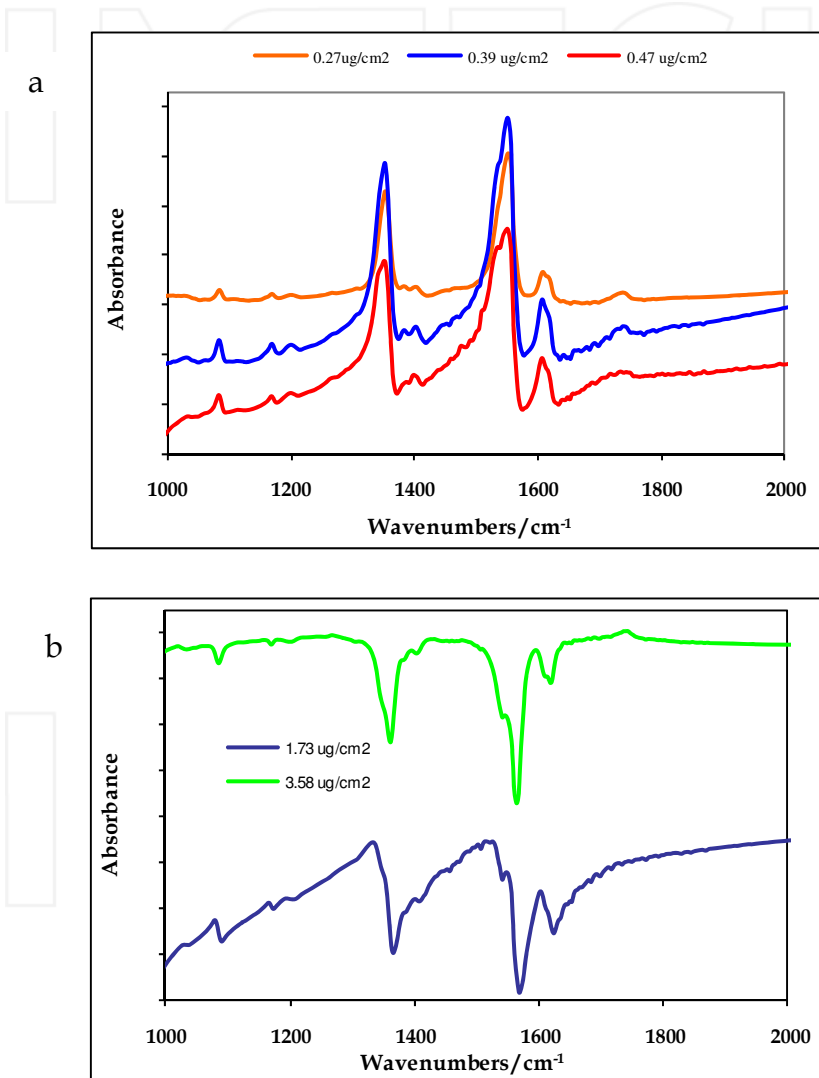 a
0.27ug/cm2 0.39 ug/cm2 0.47 ug/cm2
Absorbance
1000 1200 1400 1600 1800 2000
Wavenumbers/cm-1
b
1.73 ug/cm2
3.58 ug/cm2
Absorbance
1000 1200 1400 1600 1800 2000
Wavenumbers/cm-1